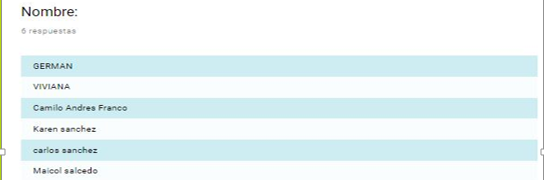 Nombre:
6 respuestas
GERMAN
VIVIANA
Camilo Andres Franco
Karen sanchez
carlos sanchez
Maicol salcedo